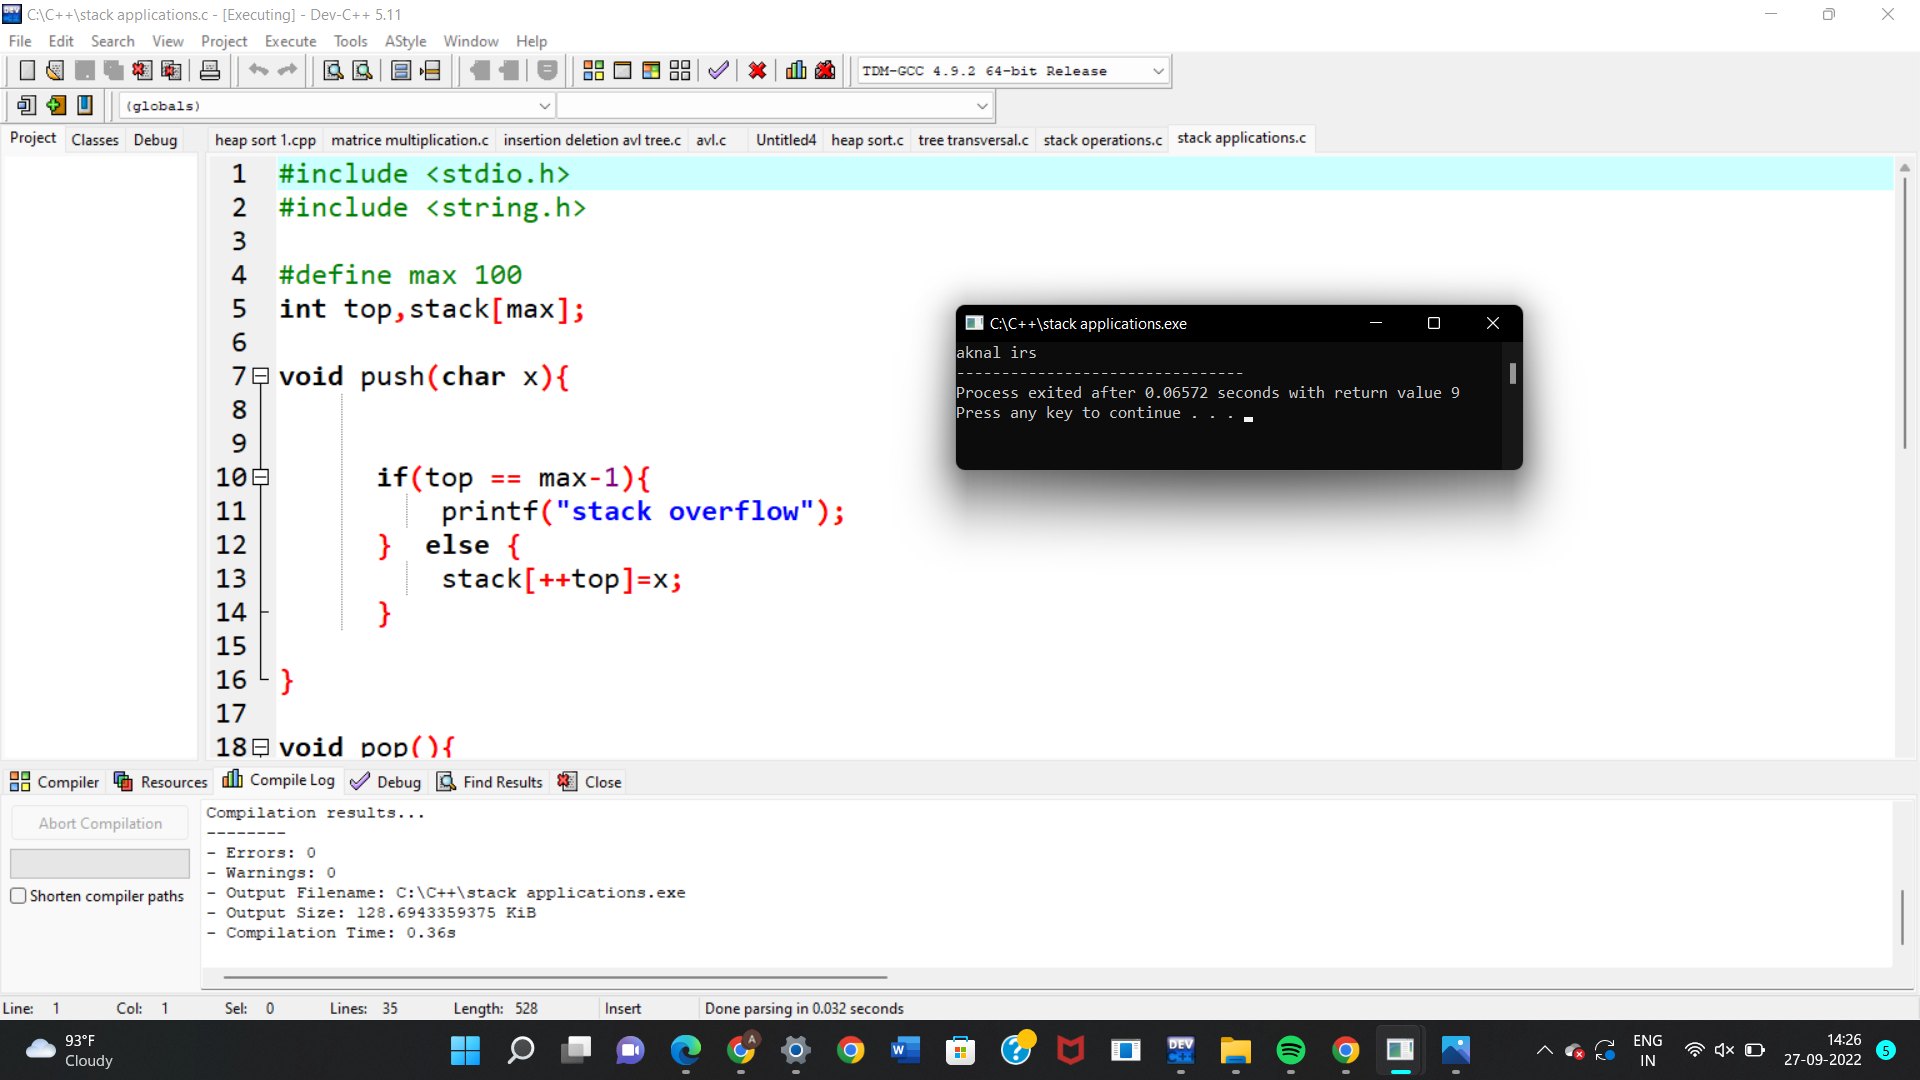 C:\C++\stack applications.c - [Executing] - Dev-C++ 5.11
File Edit Search View Project Execute Tools AStyle Window Help
TDM-GCC 4.9.2 64-bit Release
(globals)
Project Classes Debug
heap sort 1.cpp matrice multiplication.c insertion deletion avl tree.c avl.c Untitled4 heap sort.c tree transversal.c stack operations.c stack applications.c
1 #include <stdio.h>
2 #include <string.h>
3
4 #define max 100
5 int top,stack[max];
6
7 void push(char x){
8
9
10 if(top == max-1){
11 printf("stack overflow");
12 } else {
13 stack[++top]=x;
14 }
15
16 }
17
18 void pop(){
C:\C++\stack applications.exe
aknal irs
--------------------------------
Process exited after 0.06572 seconds with return value 9
Press any key to continue . . .
Compiler Resources Compile Log Debug Find Results Close
Abort Compilation
Shorten compiler paths
Compilation results...
--------
- Errors: 0
- Warnings: 0
- Output Filename: C:\C++\stack applications.exe
- Output Size: 128.6943359375 KiB
- Compilation Time: 0.36s
Line: 1 Col: 1 Sel: 0 Lines: 35 Length: 528 Insert Done parsing in 0.032 seconds
93°F
Cloudy
A
W
DEV
C++
ENG
IN
14:26
27-09-2022
5